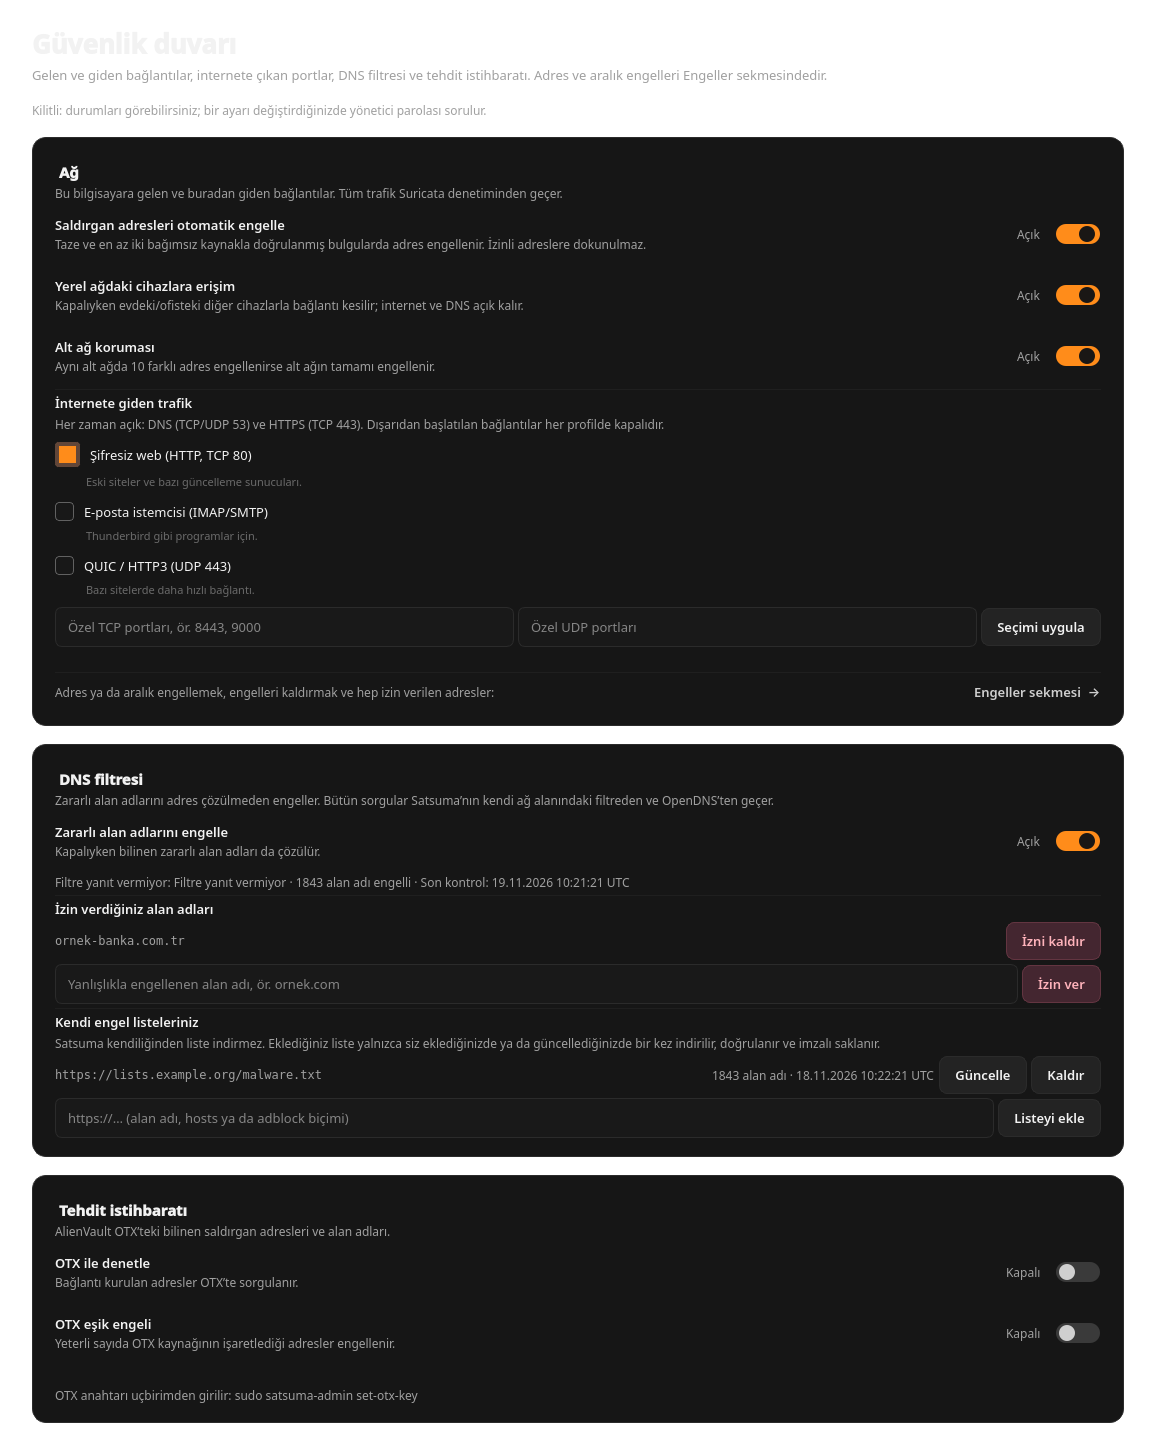 Güvenlik duvarı
Gelen ve giden bağlantılar, internete çıkan portlar, DNS filtresi ve tehdit istihbaratı. Adres ve aralık engelleri Engeller sekmesindedir.
Kilitli: durumları görebilirsiniz; bir ayarı değiştirdiğinizde yönetici parolası sorulur.
Ağ
Bu bilgisayara gelen ve buradan giden bağlantılar. Tüm trafik Suricata denetiminden geçer.
Saldırgan adresleri otomatik engelle
Taze ve en az iki bağımsız kaynakla doğrulanmış bulgularda adres engellenir. İzinli adreslere dokunulmaz.
Açık
Yerel ağdaki cihazlara erişim
Kapalıyken evdeki/ofisteki diğer cihazlarla bağlantı kesilir; internet ve DNS açık kalır.
Açık
Alt ağ koruması
Aynı alt ağda 10 farklı adres engellenirse alt ağın tamamı engellenir.
Açık
İnternete giden trafik
Her zaman açık: DNS (TCP/UDP 53) ve HTTPS (TCP 443). Dışarıdan başlatılan bağlantılar her profilde kapalıdır.
Şifresiz web (HTTP, TCP 80)
Eski siteler ve bazı güncelleme sunucuları.
E-posta istemcisi (IMAP/SMTP)
Thunderbird gibi programlar için.
QUIC / HTTP3 (UDP 443)
Bazı sitelerde daha hızlı bağlantı.
Özel TCP portları, ör. 8443, 9000 Özel UDP portları Seçimi uygula
Adres ya da aralık engellemek, engelleri kaldırmak ve hep izin verilen adresler: Engeller sekmesi →
DNS filtresi
Zararlı alan adlarını adres çözülmeden engeller. Bütün sorgular Satsuma’nın kendi ağ alanındaki filtreden ve OpenDNS’ten geçer.
Zararlı alan adlarını engelle
Kapalıyken bilinen zararlı alan adları da çözülür.
Açık
Filtre yanıt vermiyor: Filtre yanıt vermiyor · 1843 alan adı engelli · Son kontrol: 19.11.2026 10:21:21 UTC
İzin verdiğiniz alan adları
ornek-banka.com.tr İzni kaldır
Yanlışlıkla engellenen alan adı, ör. ornek.com İzin ver
Kendi engel listeleriniz
Satsuma kendiliğinden liste indirmez. Eklediğiniz liste yalnızca siz eklediğinizde ya da güncellediğinizde bir kez indirilir, doğrulanır ve imzalı saklanır.
https://lists.example.org/malware.txt 1843 alan adı · 18.11.2026 10:22:21 UTC Güncelle Kaldır
https://… (alan adı, hosts ya da adblock biçimi) Listeyi ekle
Tehdit istihbaratı
AlienVault OTX’teki bilinen saldırgan adresleri ve alan adları.
OTX ile denetle
Bağlantı kurulan adresler OTX’te sorgulanır.
Kapalı
OTX eşik engeli
Yeterli sayıda OTX kaynağının işaretlediği adresler engellenir.
Kapalı
OTX anahtarı uçbirimden girilir: sudo satsuma-admin set-otx-key